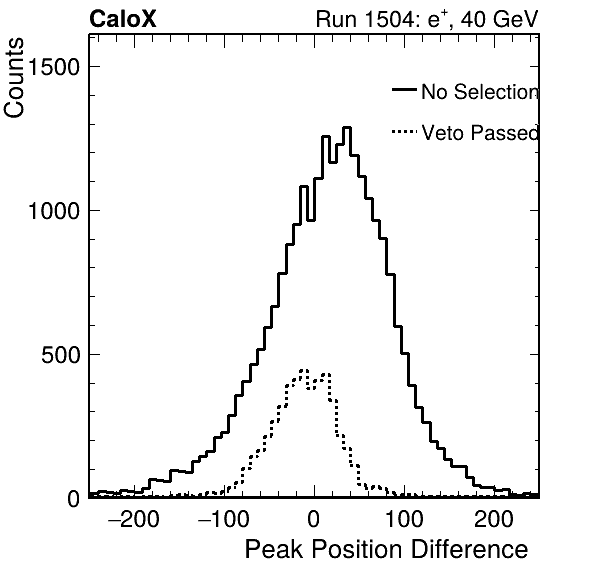 CaloX Run 1504: e⁺, 40 GeV
Counts
1500
1000
500
0
No Selection
Veto Passed
−200 −100 0 100 200
Peak Position Difference